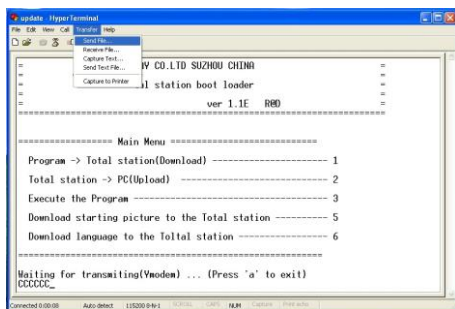 update - HyperTerminal
File Edit View Call Transfer Help
Send File...
Receive File...
Capture Text...
Send Text File...
Capture to Printer
= Y CO.LTD SUZHOU CHINA =
= =
= l station boot loader =
= =
= ver 1.1E R&D =
================ Main Menu ==========================
Program -> Total station(Download) -------------------- 1
Total station -> PC(Upload) ------------------------- 2
Execute the Program --------------------------------- 3
Download starting picture to the Total station --------- 5
Download language to the Toltal station --------------- 6
=====================================================
Waiting for transmiting(Ymodem) ... (Press 'a' to exit)
CCCCCC_
Connected 0:00:08 Auto detect 115200 8-N-1 SCROLL CAPS NUM Capture Print echo